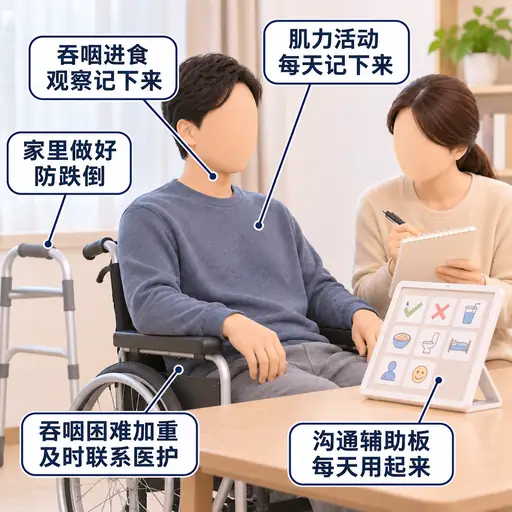 吞咽进食
观察记下来
肌力活动
每天记下来
家里做好
防跌倒
吞咽困难加重
及时联系医护
沟通辅助板
每天用起来